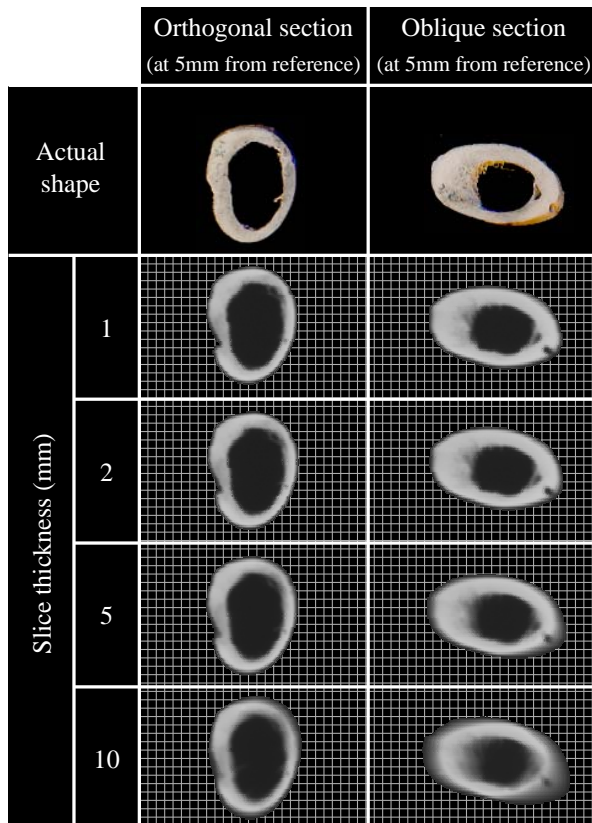 Orthogonal section
(at 5mm from reference)
Oblique section
(at 5mm from reference)
Actual
shape
Slice thickness (mm)
1
2
5
10